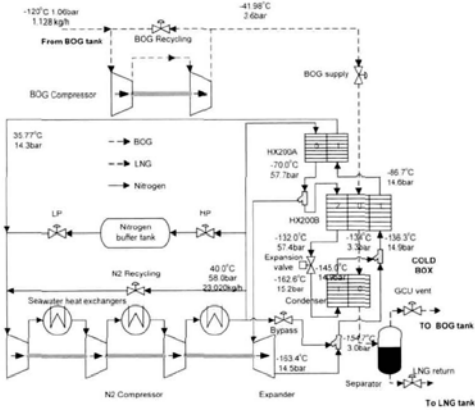 -120°C 1.06bar
1.128 kg/h
-41.98°C
3.6bar
From BOG tank
BOG Recycling
BOG supply
BOG Compressor
35.77°C
14.3bar
BOG
LNG
Nitrogen
HX200A
-70.0°C
57.7bar
-86.7°C
14.6bar
HX200B
LP
HP
Nitrogen
buffer tank
-132.0°C
57.4bar
-136.3°C
14.9bar
Expansion
valve
COLD
BOX
N2 Recycling
40.0°C
58.0bar
23,020kg/h
-162.6°C
15.2bar
Condenser
GCU vent
Seawater heat exchangers
Bypass
TO BOG tank
3.0bar
-163.4°C
14.5bar
LNG return
N2 Compressor
Expander
Separator
To LNG tank